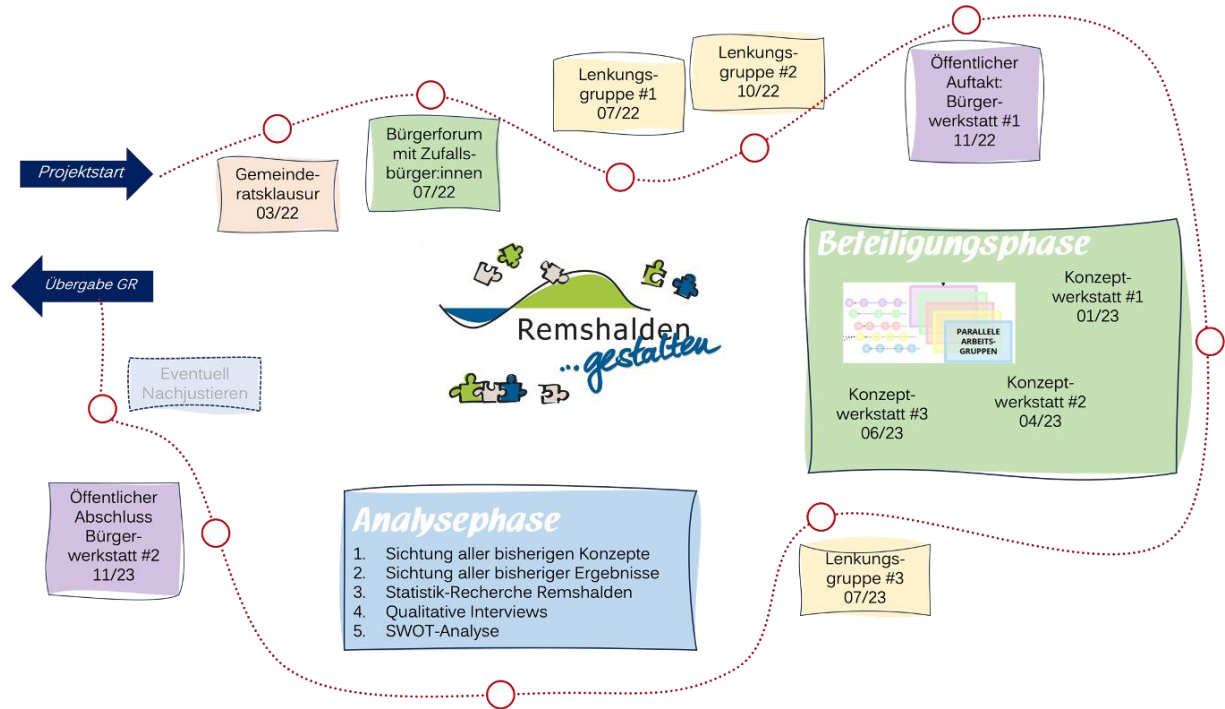 Projektstart
Gemeinde-
ratsklausur
03/22
Bürgerforum
mit Zufalls-
bürger:innen
07/22
Lenkungs-
gruppe #1
07/22
Lenkungs-
gruppe #2
10/22
Öffentlicher
Auftakt:
Bürger-
werkstatt #1
11/22
Beteiligungsphase
Konzept-
werkstatt #1
01/23
PARALLELE
ARBEITS-
GRUPPEN
Konzept-
werkstatt #2
04/23
Konzept-
werkstatt #3
06/23
Remshalden
...gestalten
Lenkungs-
gruppe #3
07/23
Analysephase
1. Sichtung aller bisherigen Konzepte
2. Sichtung aller bisheriger Ergebnisse
3. Statistik-Recherche Remshalden
4. Qualitative Interviews
5. SWOT-Analyse
Öffentlicher
Abschluss
Bürger-
werkstatt #2
11/23
Eventuell
Nachjustieren
Übergabe GR